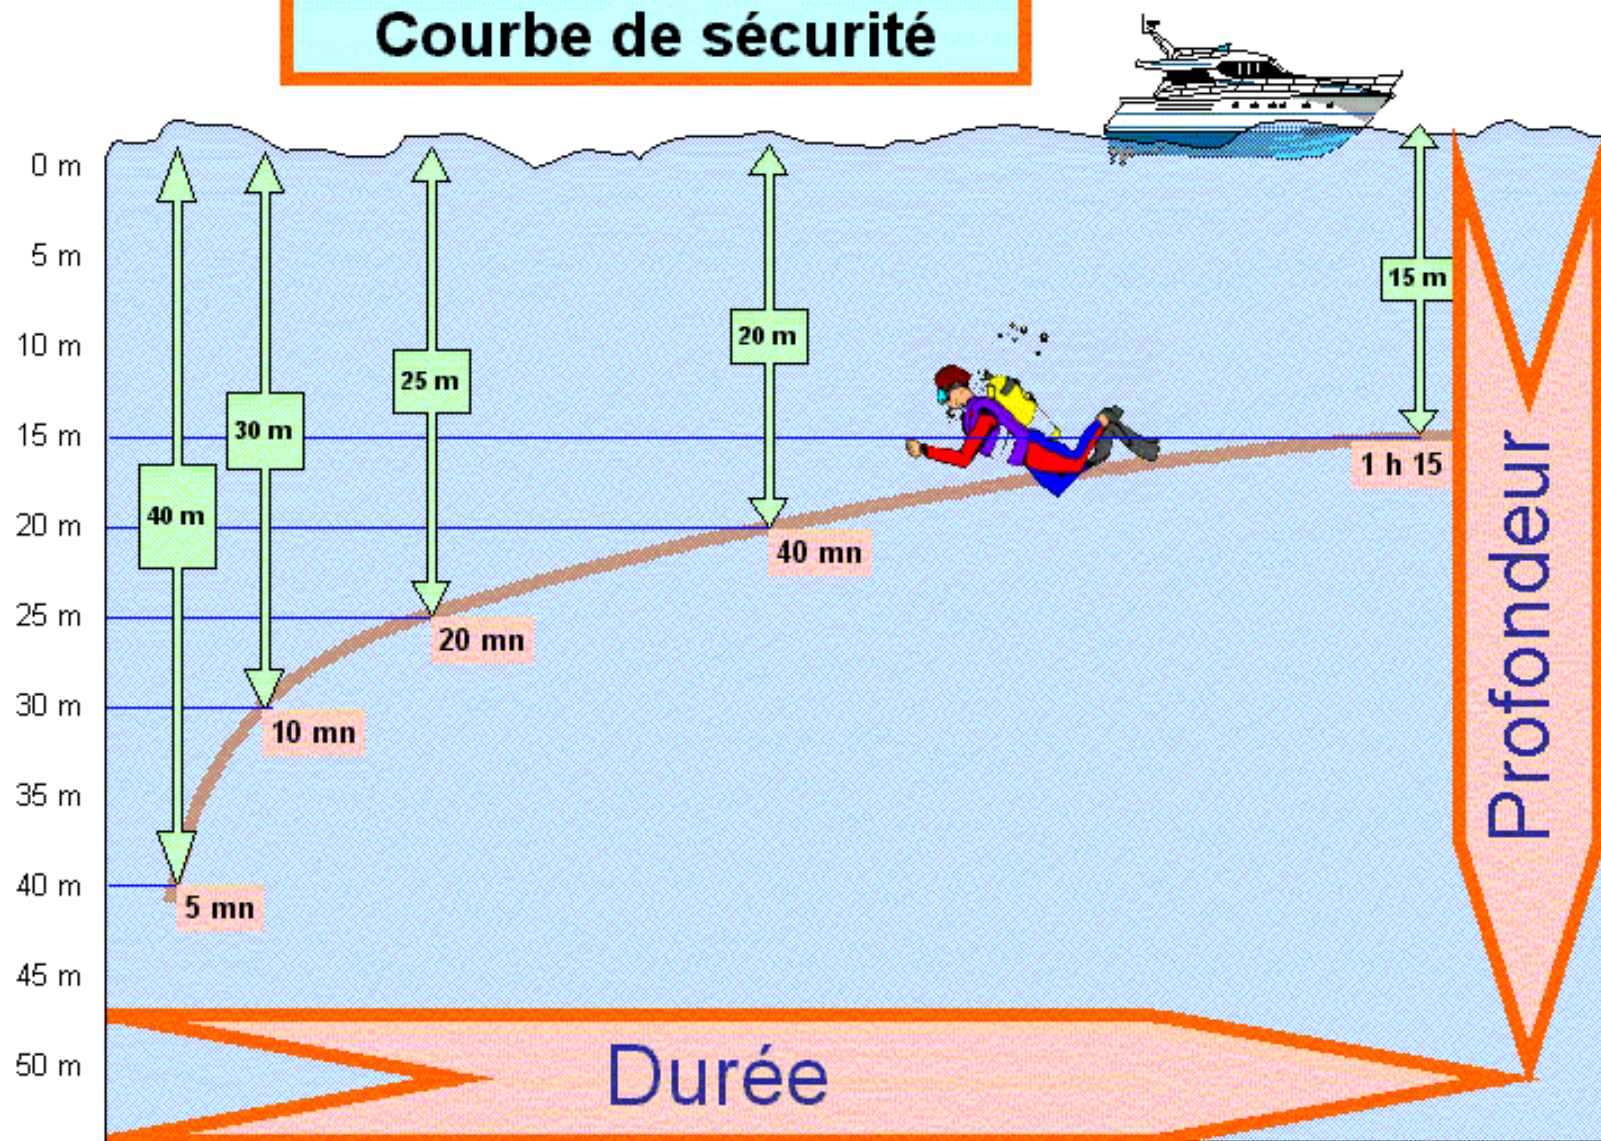 Courbe de sécurité
0 m
5 m
10 m
15 m
20 m
25 m
30 m
35 m
40 m
45 m
50 m
40 m
30 m
25 m
20 m
15 m
5 mn
10 mn
20 mn
40 mn
1 h 15
Profondeur
Durée